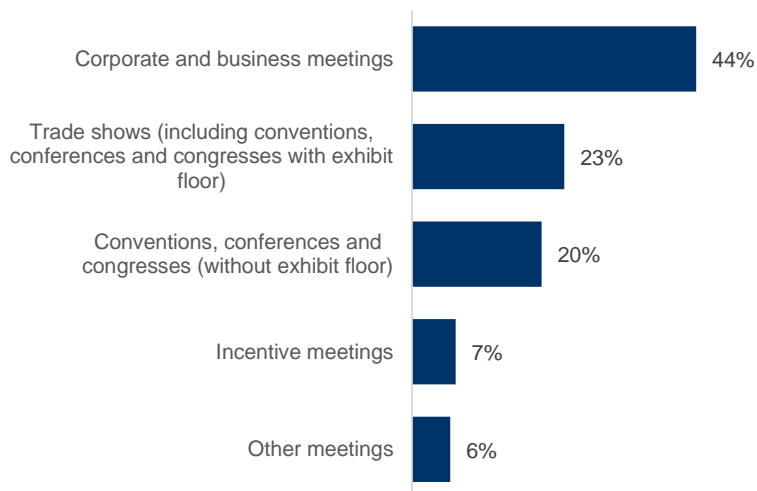 Corporate and business meetings
44%
Trade shows (including conventions,
conferences and congresses with exhibit
floor)
23%
Conventions, conferences and
congresses (without exhibit floor)
20%
Incentive meetings
7%
Other meetings
6%